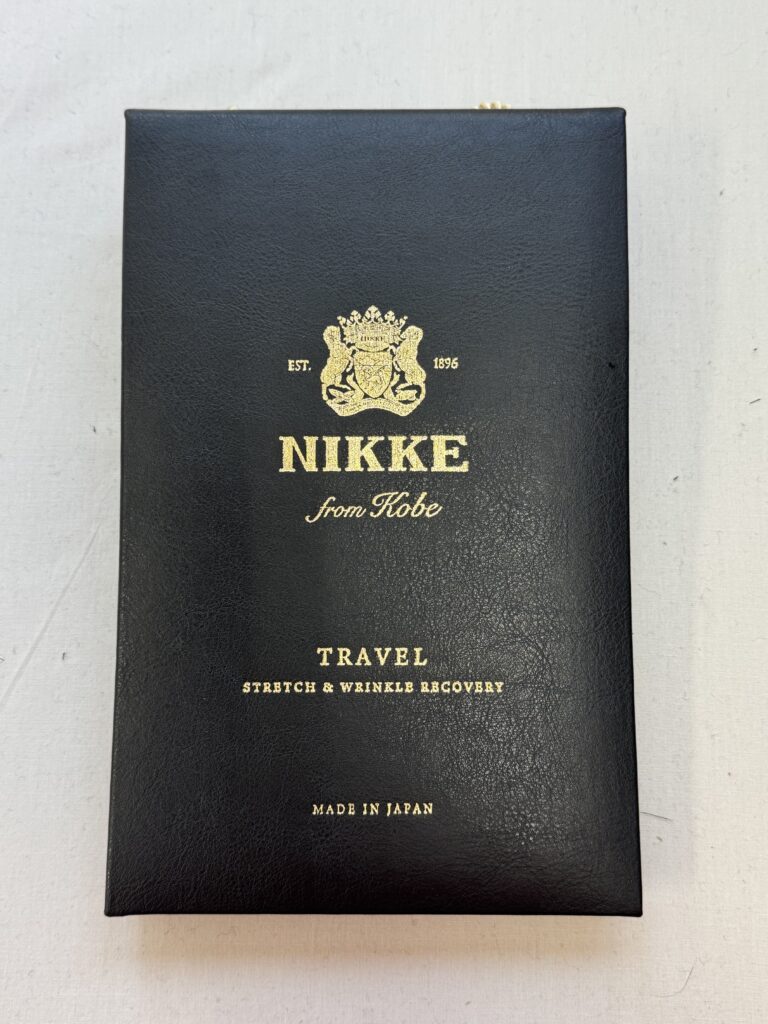 EST. 1896
NIKKE
from Kobe
TRAVEL
STRETCH & WRINKLE RECOVERY
MADE IN JAPAN